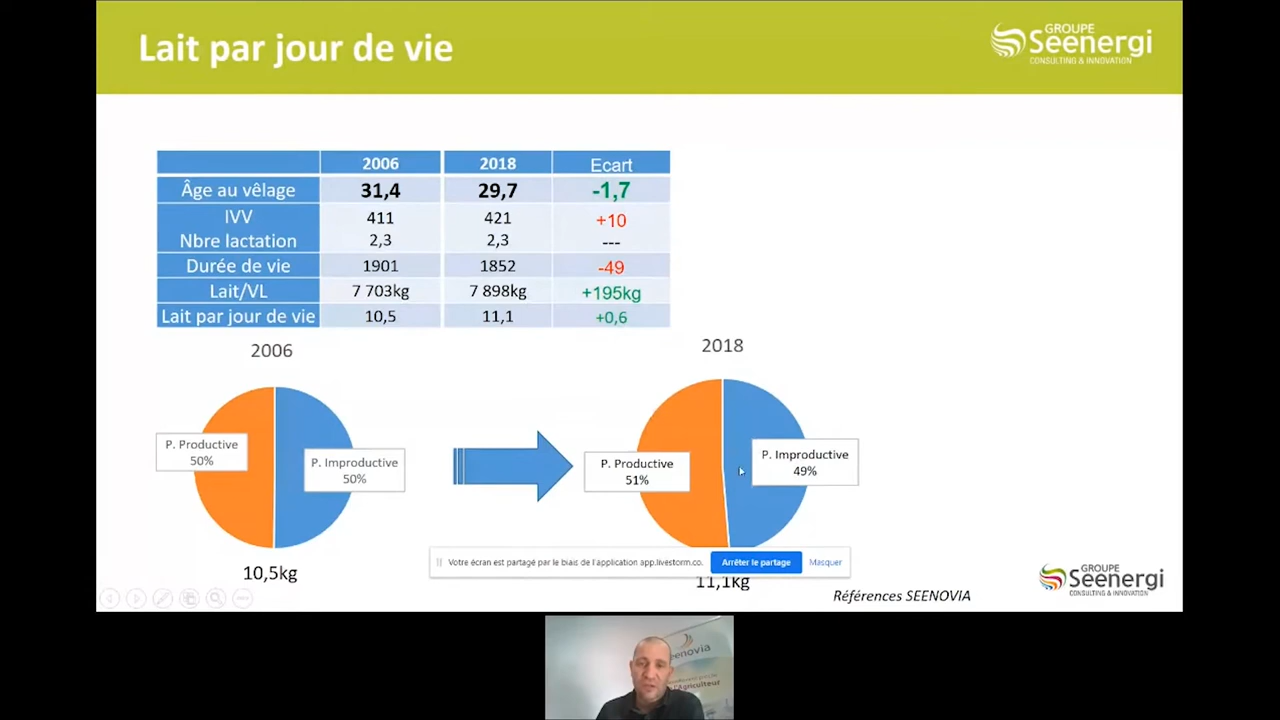 Lait par jour de vie
GROUPE
Seenergi
CONSULTING & INNOVATION
2006 2018 Ecart
Âge au vêlage 31,4 29,7 -1,7
IVV 411 421 +10
Nbre lactation 2,3 2,3 ---
Durée de vie 1901 1852 -49
Lait/VL 7 703kg 7 898kg +195kg
Lait par jour de vie 10,5 11,1 +0,6
2006
2018
P. Productive
50%
P. Improductive
50%
P. Productive
51%
P. Improductive
49%
Votre écran est partagé par le biais de l'application app.livestorm.co.
Arrêter le partage
Masquer
10,5kg
11,1kg
Références SEENOVIA
GROUPE
Seenergi
CONSULTING & INNOVATION
eenovia
l'Agriculteur